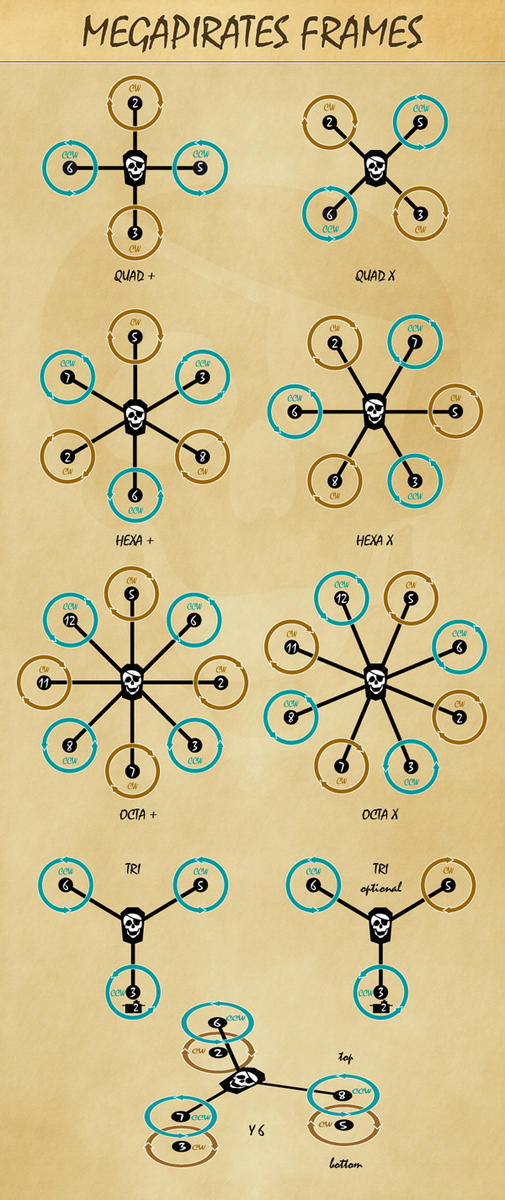 MEGAPIRATES FRAMES
CW
2
CCW
6
CCW
5
3
CW
QUAD +
CW
2
CCW
5
6
CCW
3
CW
QUAD X
CW
5
CCW
7
CCW
3
2
CW
8
CW
6
CCW
HEXA +
CW
2
CCW
7
CCW
6
CW
5
8
CW
3
CCW
HEXA X
CW
5
CCW
12
CCW
6
CW
11
CW
2
8
CCW
3
CCW
7
CW
OCTA +
CCW
12
CW
5
CW
11
CCW
6
CCW
8
CW
2
7
CW
3
CCW
OCTA X
TRI
CCW
6
CCW
5
CCW 3
2
TRI
optional
CCW
6
CW
5
CCW 3
2
6 CCW
CW 2
top
8 CCW
7 CCW
CW 5
Y 6
CW 3
bottom